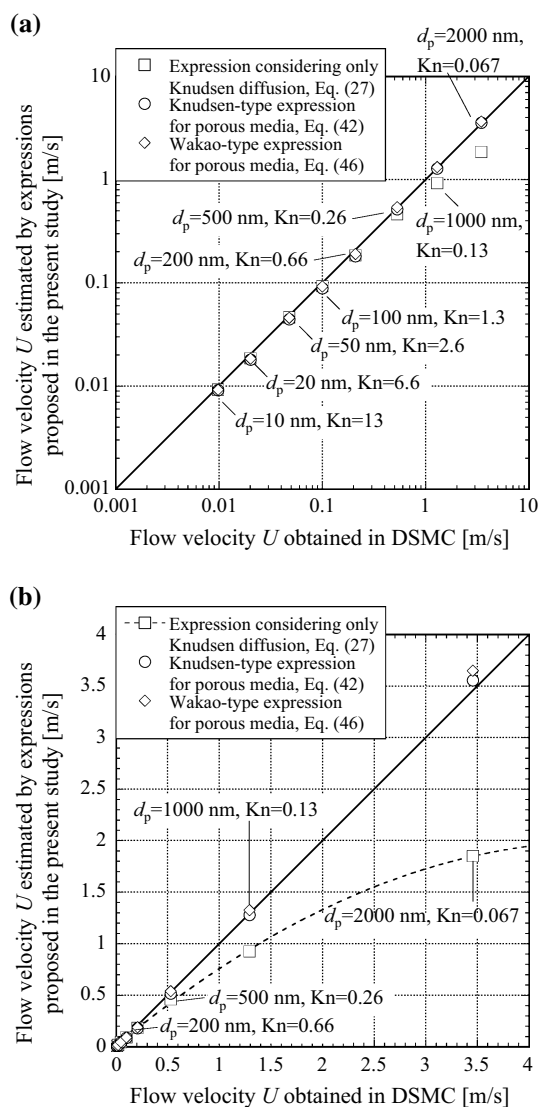 (a)
Expression considering only
Knudsen diffusion, Eq. (27)
Knudsen-type expression
for porous media, Eq. (42)
Wakao-type expression
for porous media, Eq. (46)
dp=2000 nm,
Kn=0.067
10
1
0.1
0.01
0.001
Flow velocity U estimated by expressions
proposed in the present study [m/s]
dp=500 nm, Kn=0.26
dp=1000 nm,
Kn=0.13
dp=200 nm, Kn=0.66
dp=100 nm, Kn=1.3
dp=50 nm, Kn=2.6
dp=20 nm, Kn=6.6
dp=10 nm, Kn=13
0.001 0.01 0.1 1 10
Flow velocity U obtained in DSMC [m/s]
(b)
Expression considering only
Knudsen diffusion, Eq. (27)
Knudsen-type expression
for porous media, Eq. (42)
Wakao-type expression
for porous media, Eq. (46)
4
3.5
3
2.5
2
1.5
1
0.5
0
Flow velocity U estimated by expressions
proposed in the present study [m/s]
dp=1000 nm, Kn=0.13
dp=2000 nm, Kn=0.067
dp=500 nm, Kn=0.26
dp=200 nm, Kn=0.66
0 0.5 1 1.5 2 2.5 3 3.5 4
Flow velocity U obtained in DSMC [m/s]